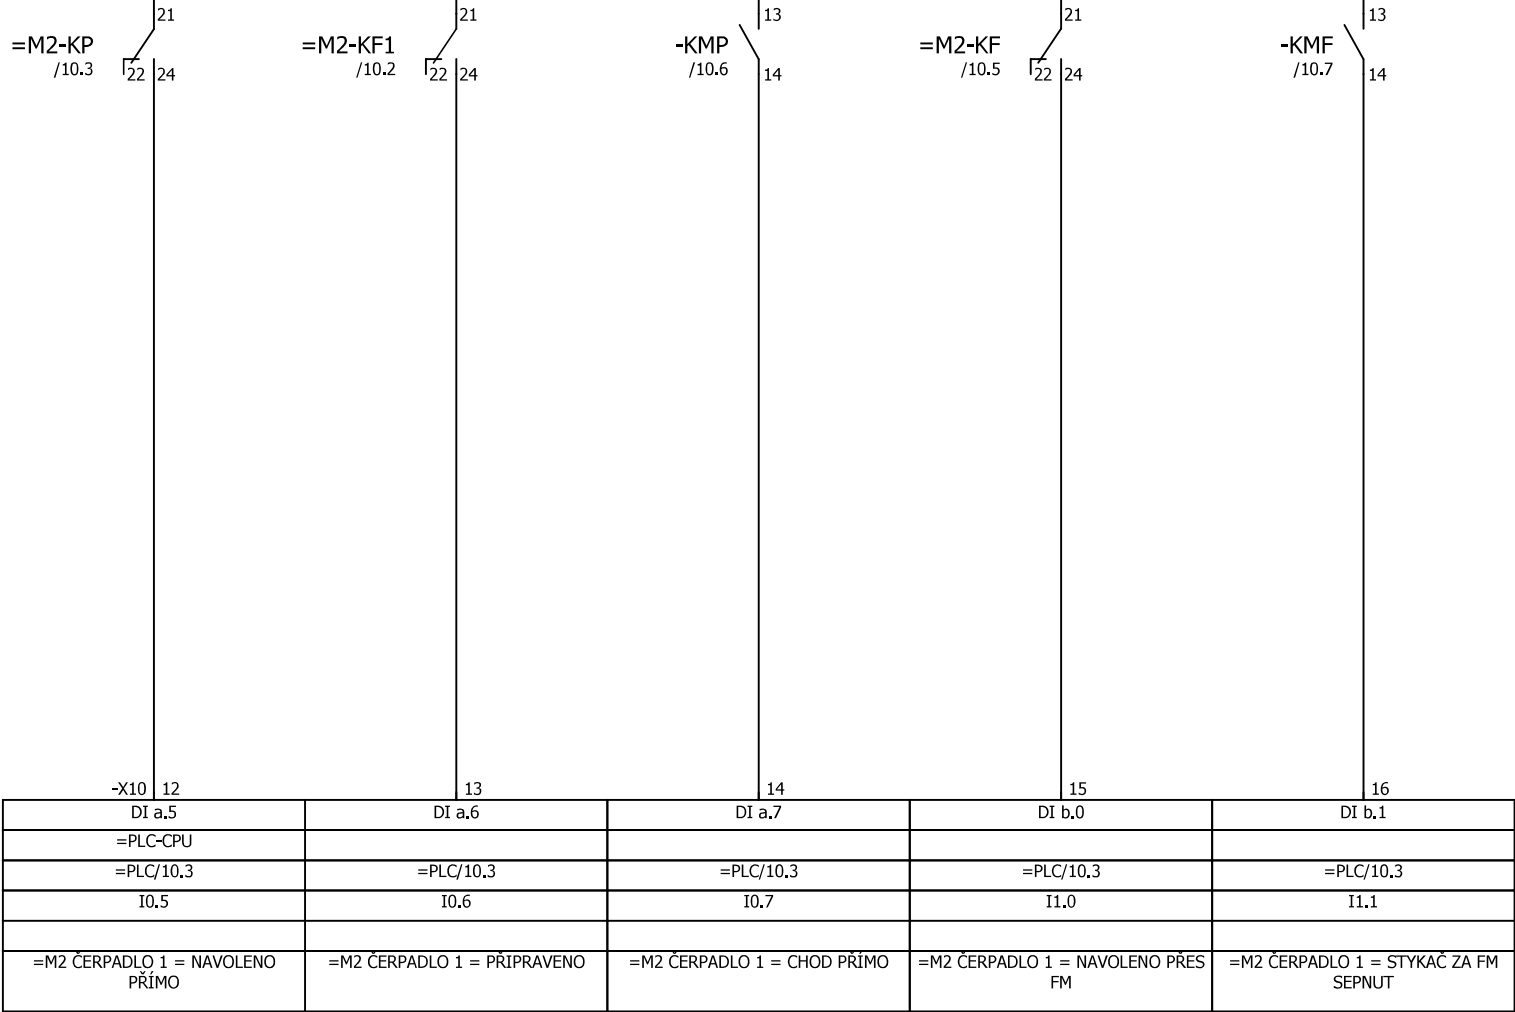 21 21 13 21 13
=M2-KP =M2-KF1 -KMP =M2-KF -KMF
/10.3 /10.2 /10.6 /10.5 /10.7
22 24 22 24 14 22 24 14
-X10 12 13 14 15 16
DI a.5 DI a.6 DI a.7 DI b.0 DI b.1
=PLC-CPU
=PLC/10.3 =PLC/10.3 =PLC/10.3 =PLC/10.3 =PLC/10.3
I0.5 I0.6 I0.7 I1.0 I1.1
=M2 ČERPADLO 1 = NAVOLENO
PŘÍMO
=M2 ČERPADLO 1 = PŘIPRAVENO
=M2 ČERPADLO 1 = CHOD PŘÍMO
=M2 ČERPADLO 1 = NAVOLENO PŘES
FM
=M2 ČERPADLO 1 = STYKAČ ZA FM
SEPNUT